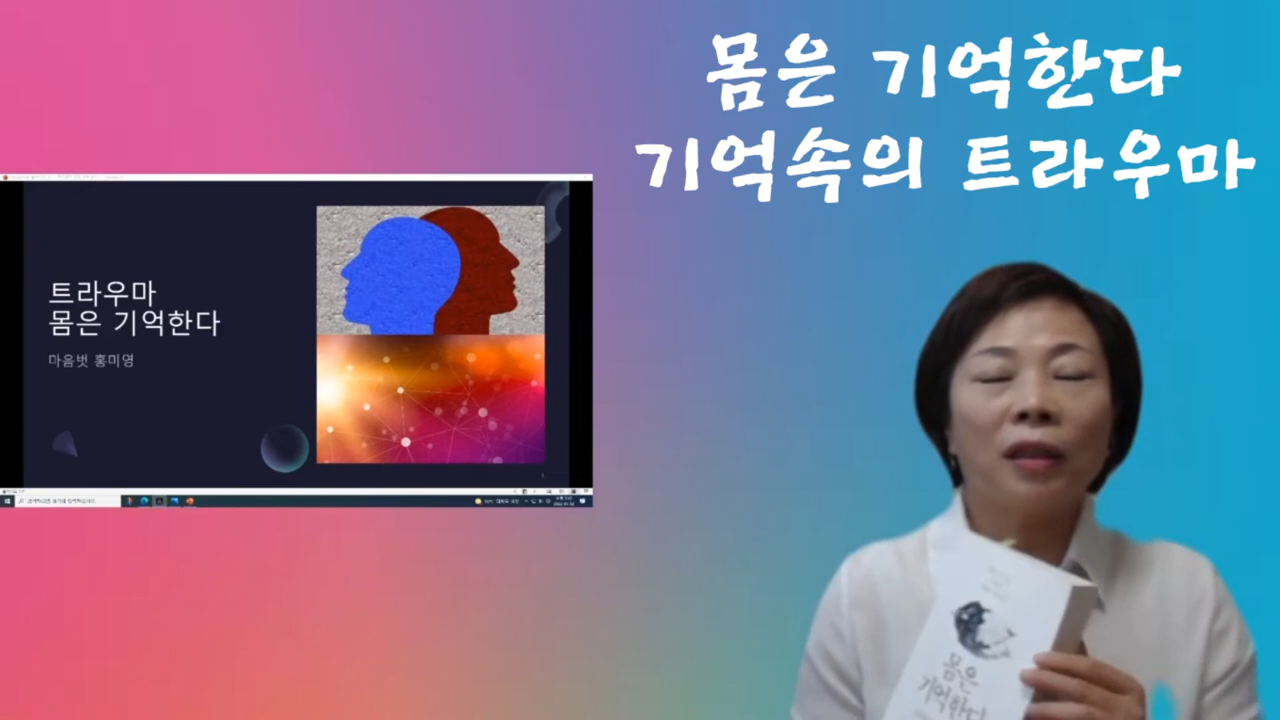 몸은 기억한다
기억속의 트라우마
트라우마
몸은 기억한다
마음벗 홍미영
몸은
기억한다